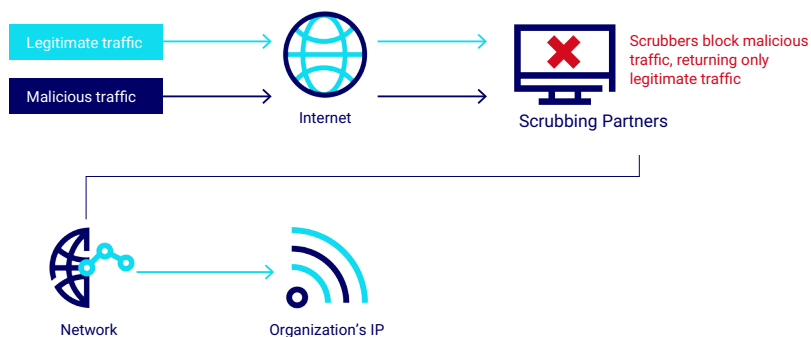 Legitimate traffic
Malicious traffic
Internet
Scrubbers block malicious
traffic, returning only
legitimate traffic
Scrubbing Partners
Network
Organization’s IP